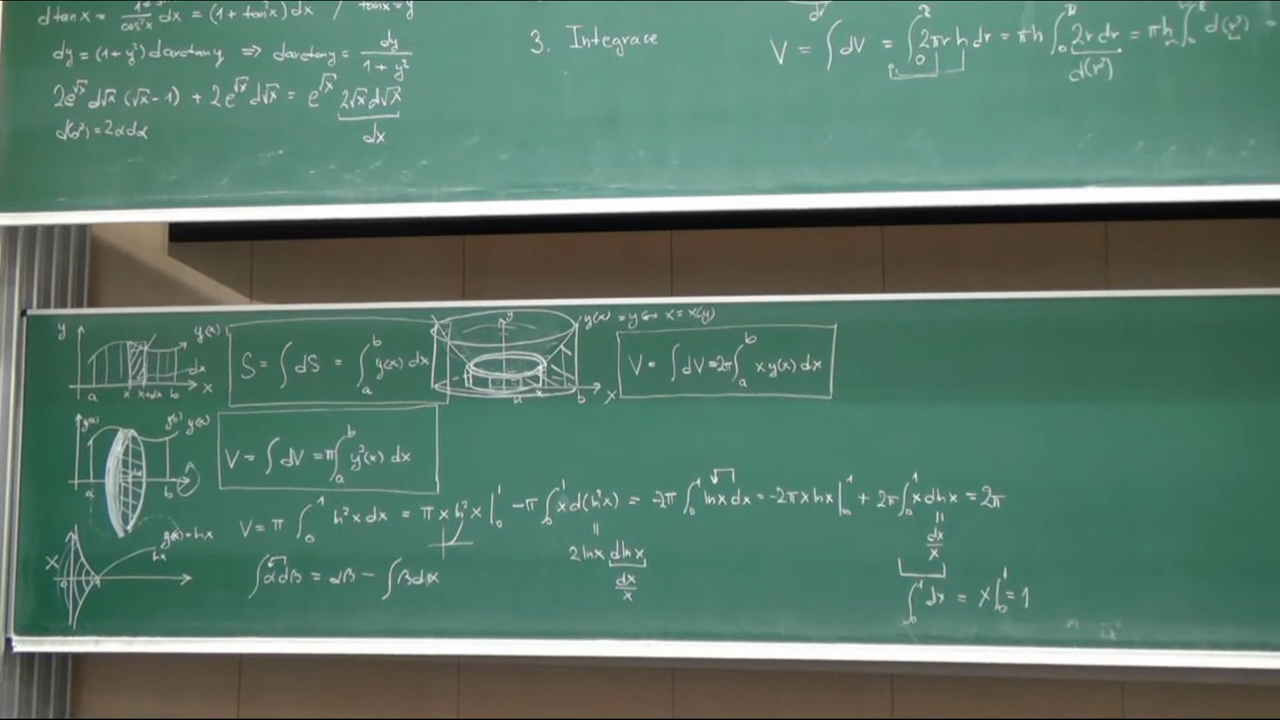 d tan x = dx = (1 + tan²x) dx / tan x = y
dy = (1 + y²) d arctan y ⇒ d arctan y = dy / (1 + y²)
2e^√x d√x (√x - 1) + 2e^√x d√x = e^√x 2√x d√x
dx
d(α²) = 2α dα
3. Integrace
V = ∫ dV = ∫₀^R 2πr h dr = πh ∫₀^R 2r dr = πh ∫₀^R d(r²) =
d(r²)
y y(x) dx x
a x x+dx b
S = ∫ dS = ∫ₐᵇ y(x) dx
y a x b x
y(x) = y ⟺ x = x(y)
V = ∫ dV = 2π ∫ₐᵇ x y(x) dx
y(a) y(b) y(x)
a b
V = ∫ dV = π ∫ₐᵇ y²(x) dx
V = π ∫₀¹ ln²x dx = π x ln²x |₀¹ - π ∫₀¹ x d(ln²x) = -2π ∫₀¹ ln x dx = -2π x ln x |₀¹ + 2π ∫₀¹ x d ln x = 2π
y(x) = ln x
ln x
∫ α dβ = αβ - ∫ β dα
= 2 ln x d ln x
dx / x
= dx / x
∫₀¹ dx = x |₀¹ = 1